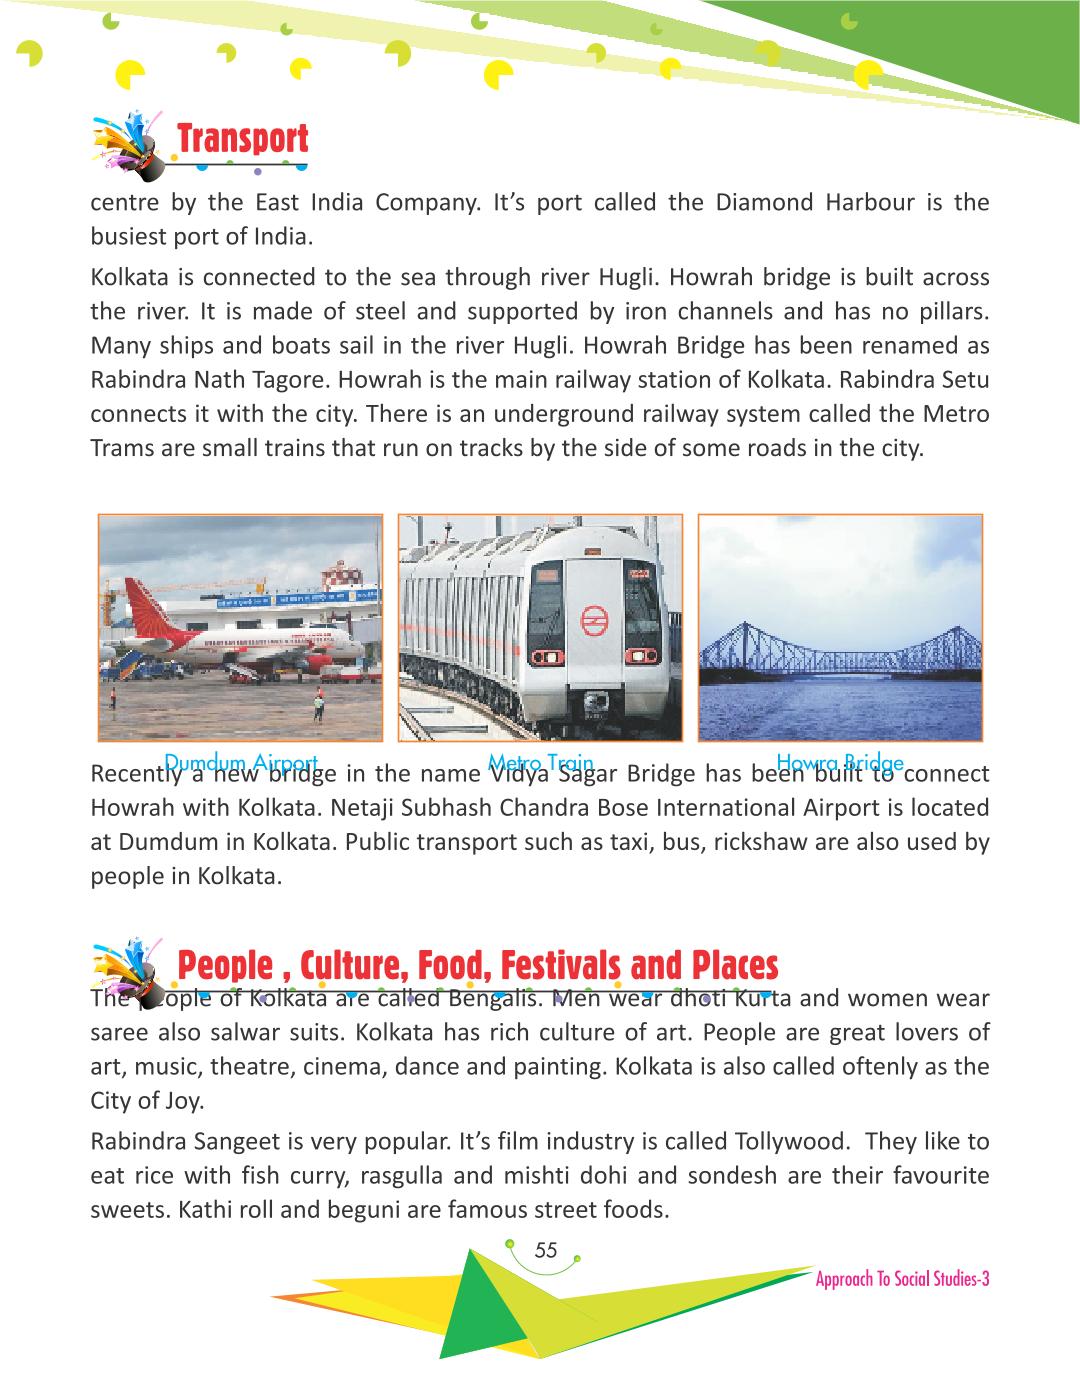 Transport
centre by the East India Company. It’s port called the Diamond Harbour is the
busiest port of India.
Kolkata is connected to the sea through river Hugli. Howrah bridge is built across
the river. It is made of steel and supported by iron channels and has no pillars.
Many ships and boats sail in the river Hugli. Howrah Bridge has been renamed as
Rabindra Nath Tagore. Howrah is the main railway station of Kolkata. Rabindra Setu
connects it with the city. There is an underground railway system called the Metro
Trams are small trains that run on tracks by the side of some roads in the city.
Dumdum Airport Metro Train Howra Bridge
Recently a new bridge in the name Vidya Sagar Bridge has been built to connect
Howrah with Kolkata. Netaji Subhash Chandra Bose International Airport is located
at Dumdum in Kolkata. Public transport such as taxi, bus, rickshaw are also used by
people in Kolkata.
People , Culture, Food, Festivals and Places
The people of Kolkata are called Bengalis. Men wear dhoti Kurta and women wear
saree also salwar suits. Kolkata has rich culture of art. People are great lovers of
art, music, theatre, cinema, dance and painting. Kolkata is also called oftenly as the
City of Joy.
Rabindra Sangeet is very popular. It’s film industry is called Tollywood.  They like to
eat rice with fish curry, rasgulla and mishti dohi and sondesh are their favourite
sweets. Kathi roll and beguni are famous street foods.
55
Approach To Social Studies-3